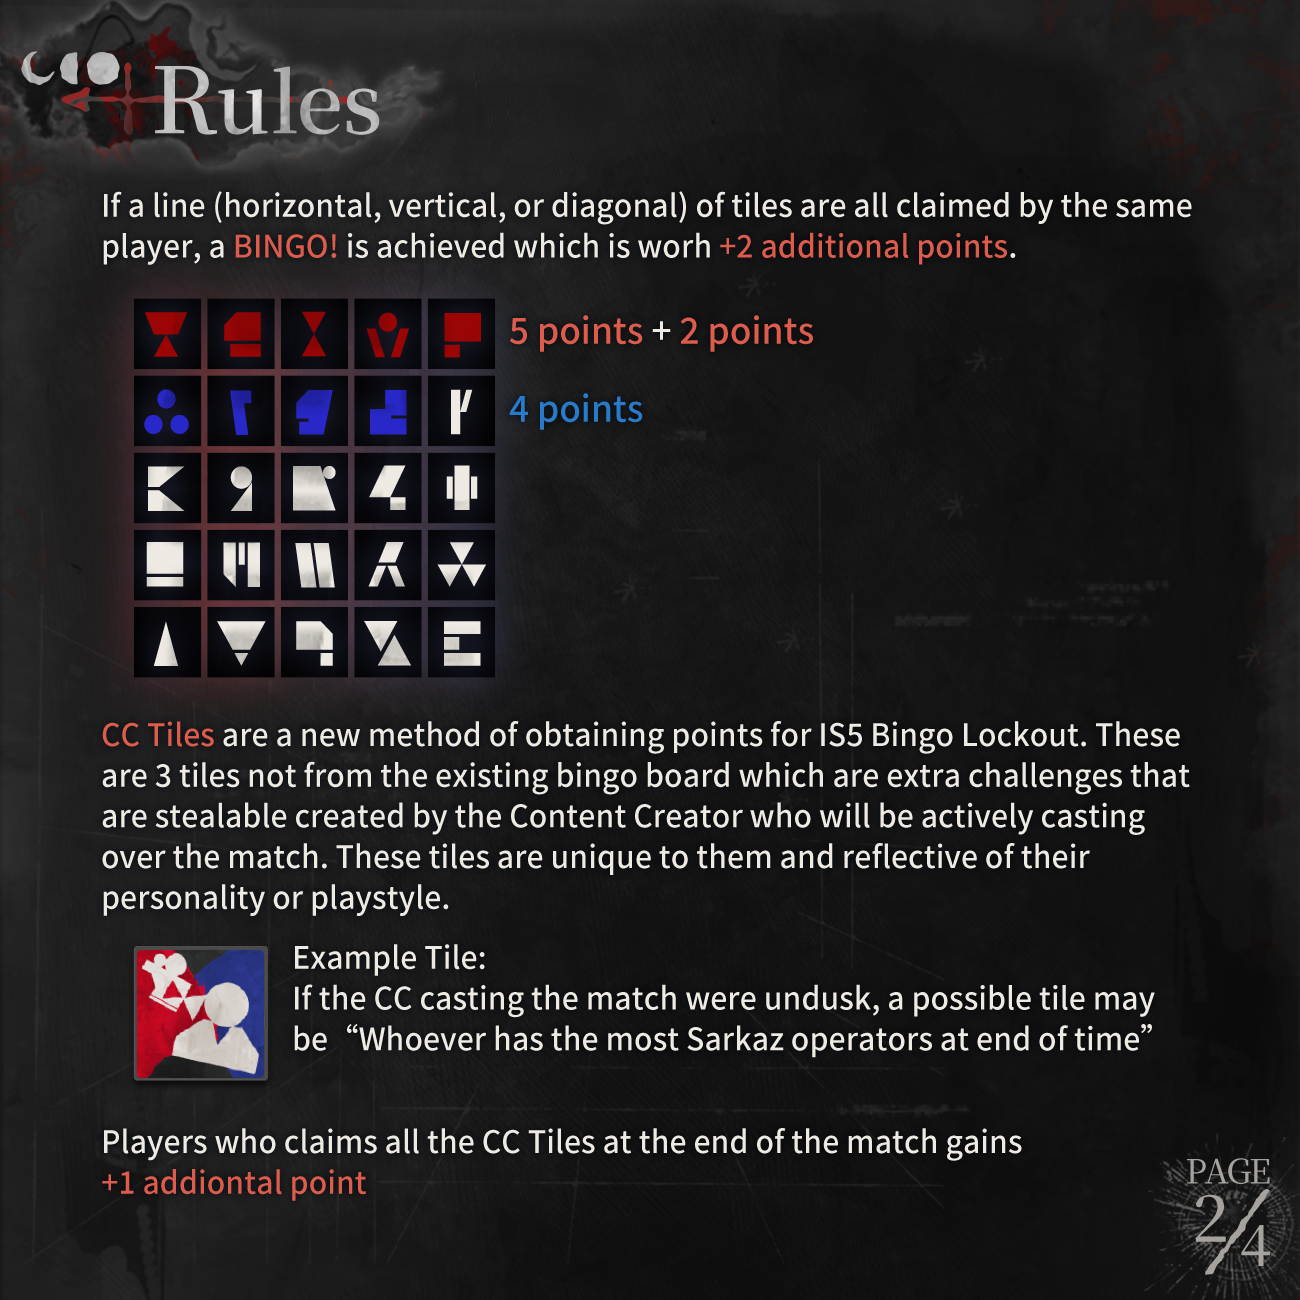 Rules
If a line (horizontal, vertical, or diagonal) of tiles are all claimed by the same
player, a BINGO! is achieved which is worh +2 additional points.
5 points + 2 points
4 points
CC Tiles are a new method of obtaining points for IS5 Bingo Lockout. These
are 3 tiles not from the existing bingo board which are extra challenges that
are stealable created by the Content Creator who will be actively casting
over the match. These tiles are unique to them and reflective of their
personality or playstyle.
Example Tile:
If the CC casting the match were undusk, a possible tile may
be “Whoever has the most Sarkaz operators at end of time”
Players who claims all the CC Tiles at the end of the match gains
+1 addiontal point
PAGE
2/4